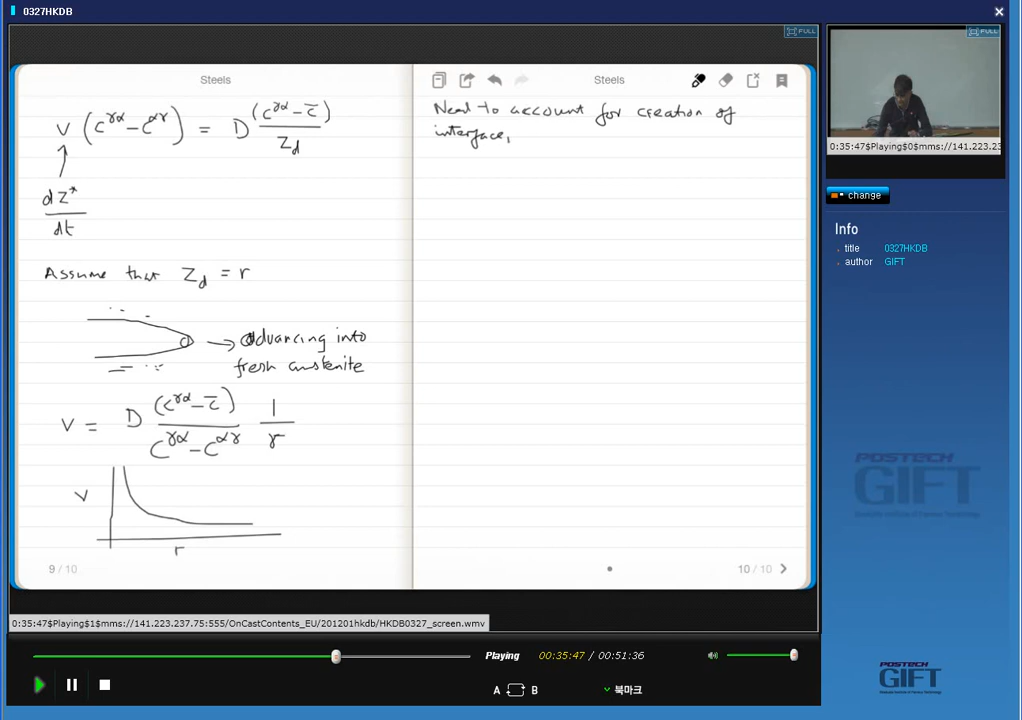 0327HKDB
FULL
FULL
Steels
Steels
V (c^γα − c^αγ) = D (c^γα − c̄) / Z_d
dZ*
dt
Assume that Z_d = r
advancing into
fresh austenite
V = D (c^γα − c̄) / (c^γα − c^αγ) 1/r
V
r
9 / 10
Need to account for creation of
interface,
10 / 10
0:35:47$Playing$0$mms://141.223.23
change
Info
title 0327HKDB
author GIFT
POSTECH
GIFT
0:35:47$Playing$1$mms://141.223.237.75:555/OnCastContents_EU/201201hkdb/HKDB0327_screen.wmv
Playing 00:35:47 / 00:51:36
A B 북마크
POSTECH
GIFT